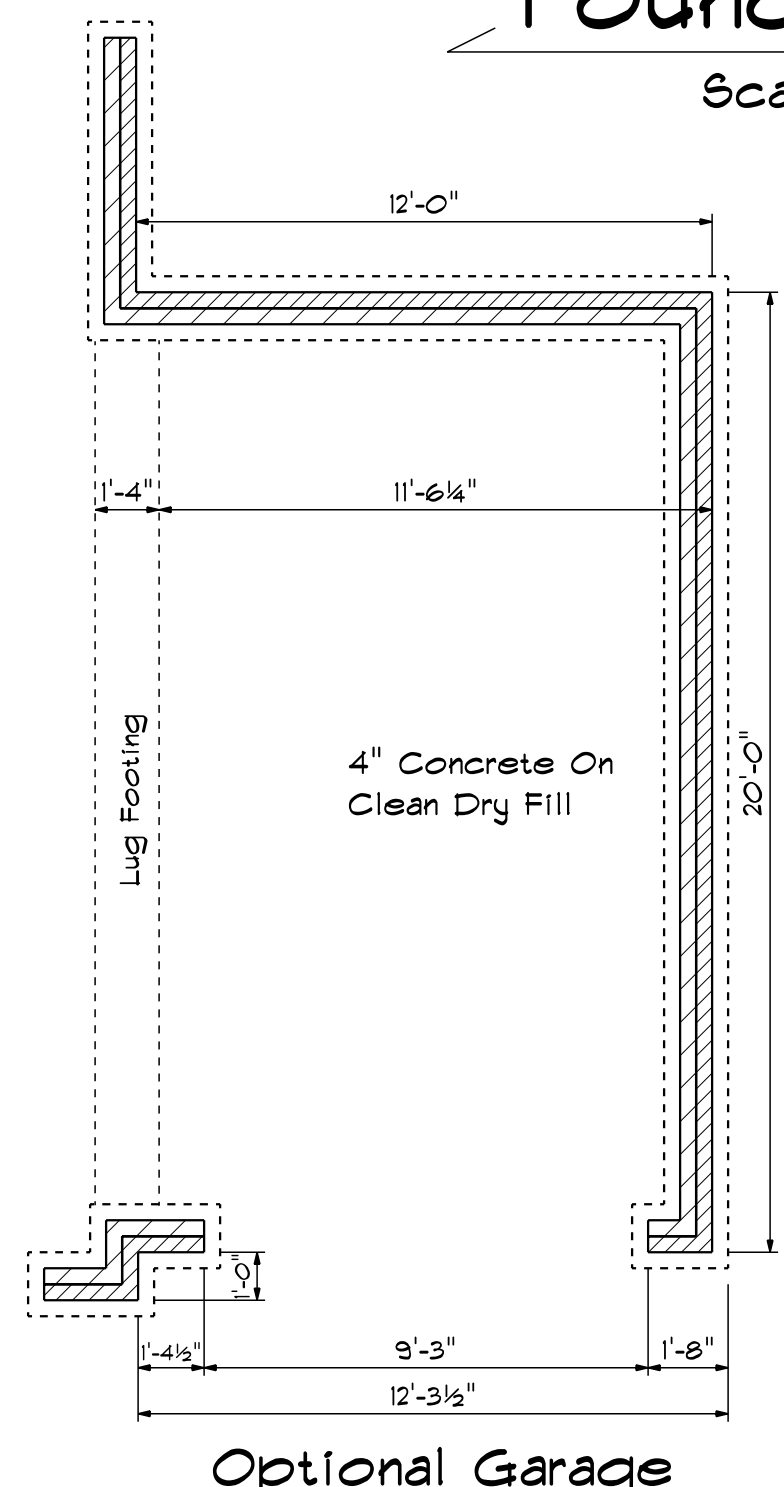 12'-0"
1'-4"
11'-6¼"
20'-0"
Lug Footing
4" Concrete On
Clean Dry Fill
1'-0"
1'-4½"
9'-3"
1'-8"
12'-3½"
Optional Garage